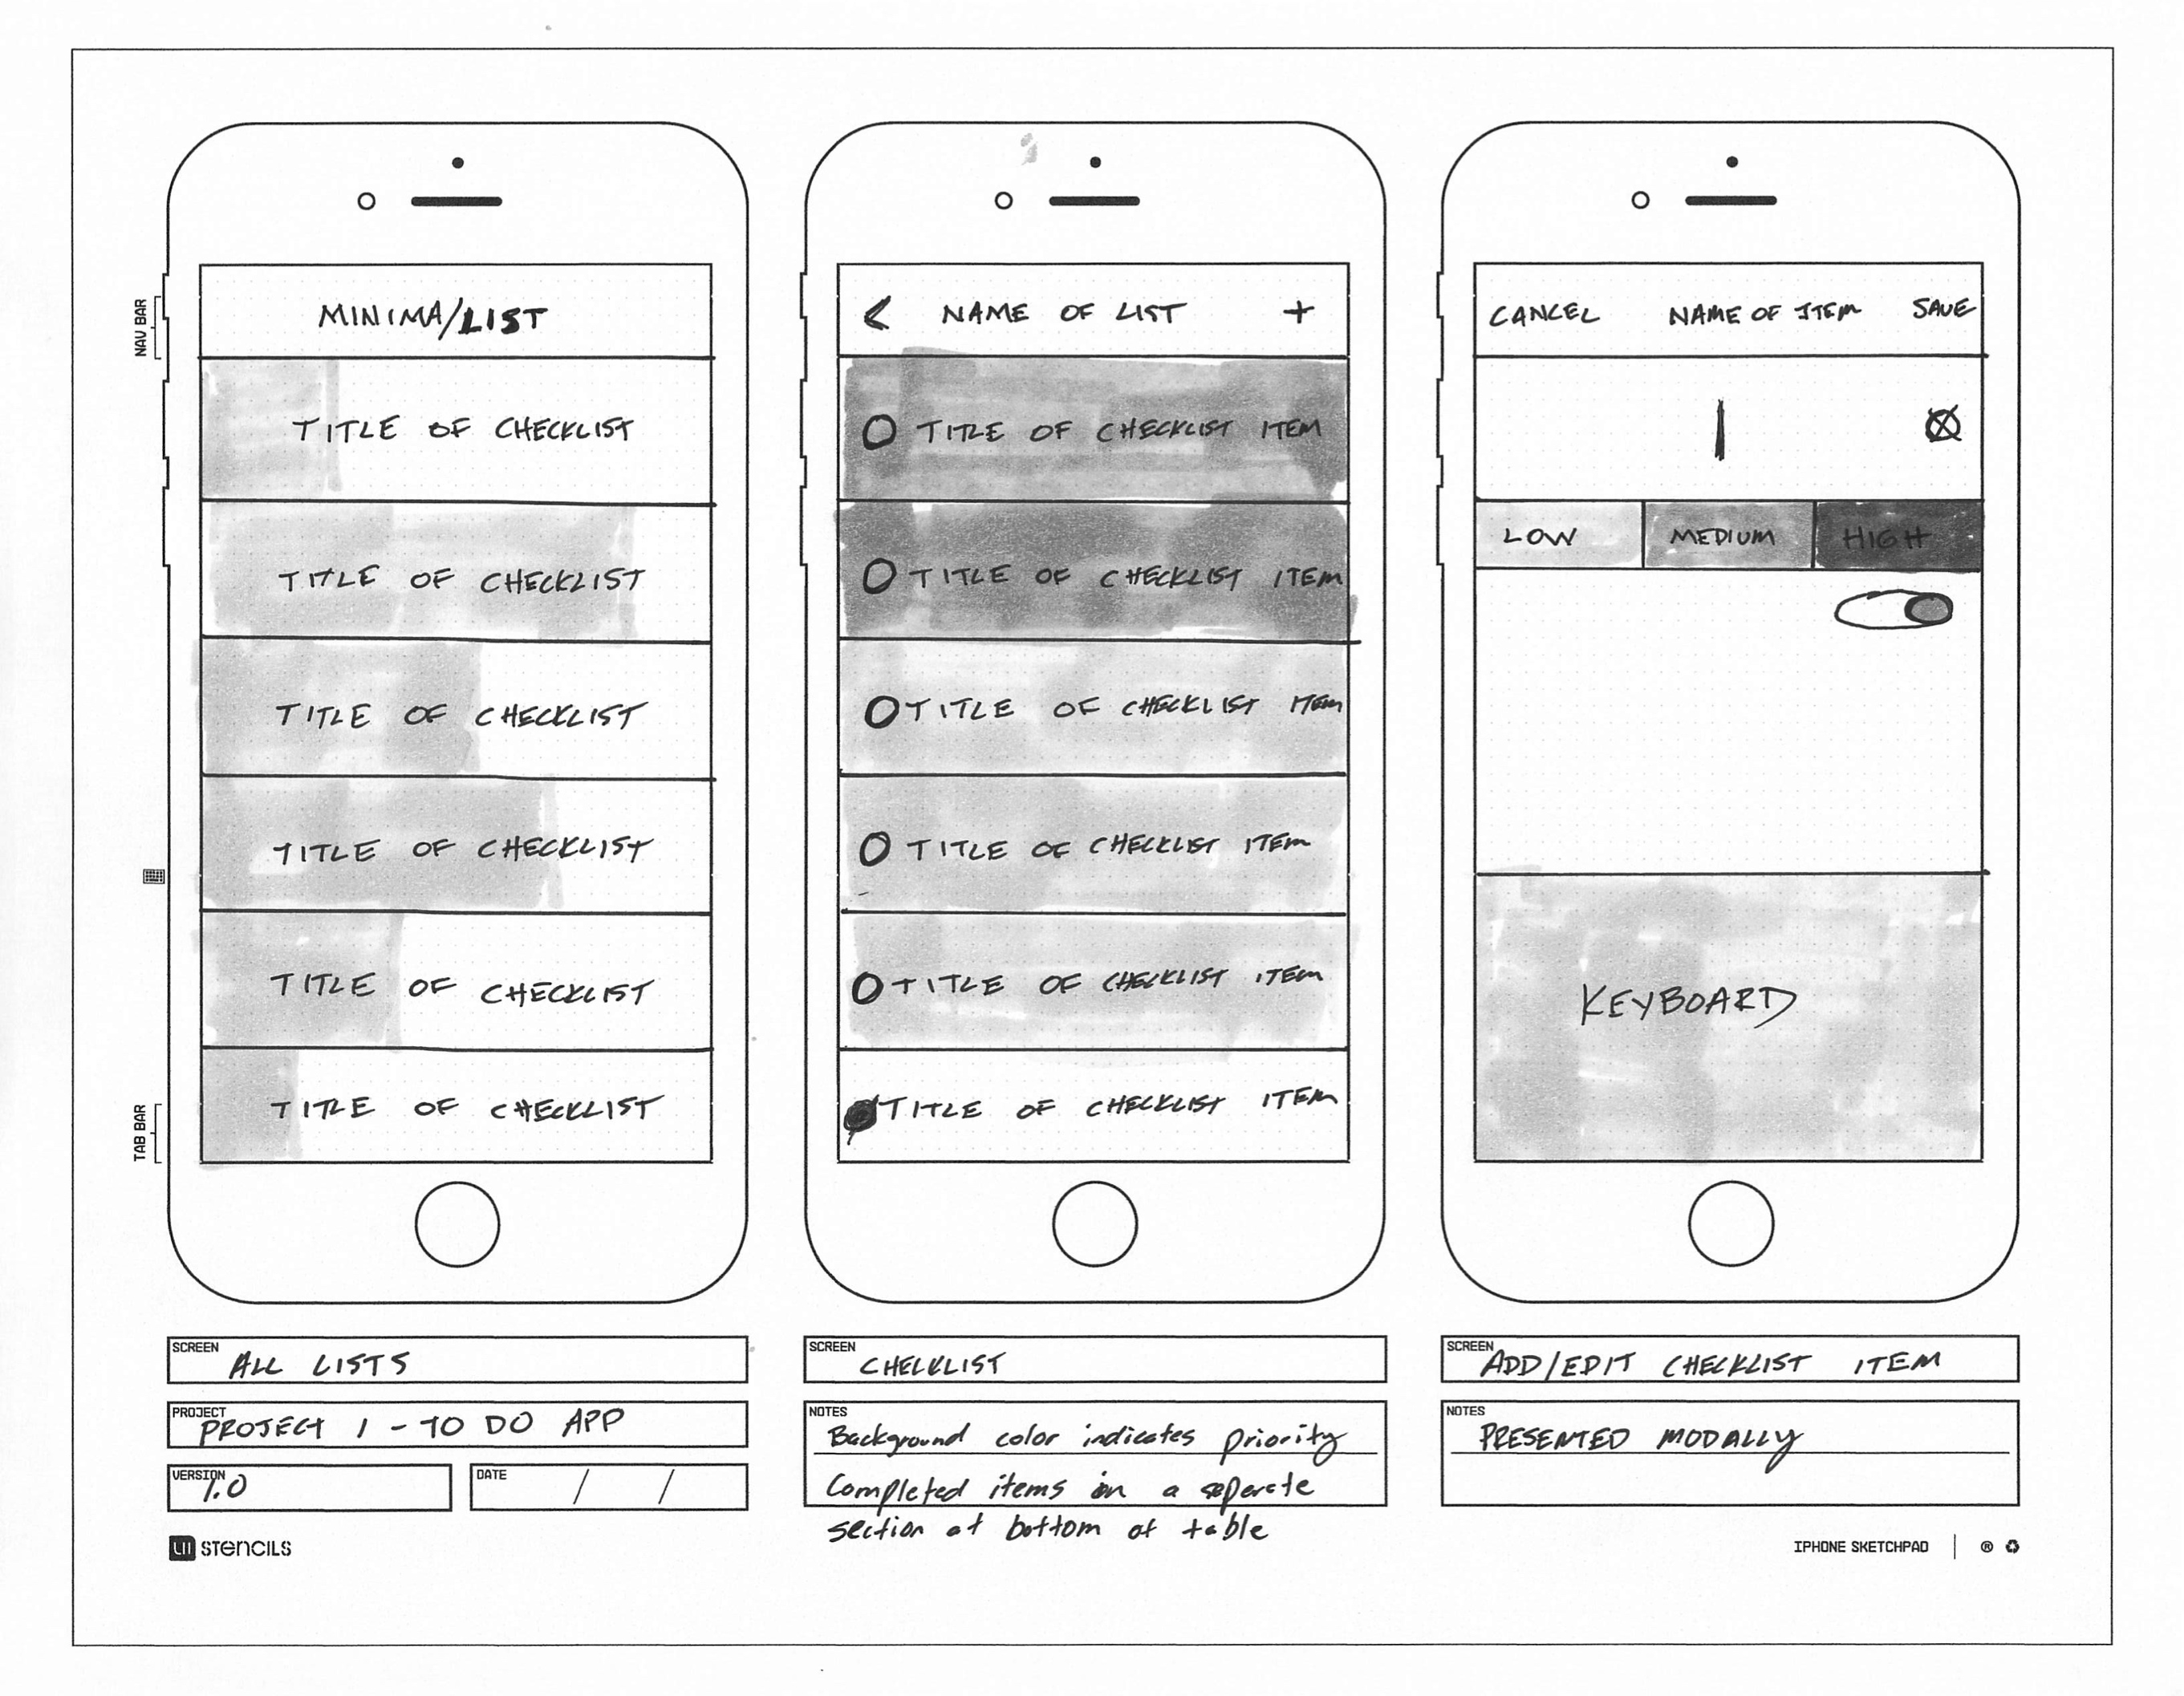 NAV BAR
TAB BAR
MINIMA/LIST
TITLE OF CHECKLIST
TITLE OF CHECKLIST
TITLE OF CHECKLIST
TITLE OF CHECKLIST
TITLE OF CHECKLIST
TITLE OF CHECKLIST
SCREEN
ALL LISTS
PROJECT
PROJECT 1 - TO DO APP
VERSION
1.0
DATE / /
UI STENCILS
< NAME OF LIST +
TITLE OF CHECKLIST ITEM
TITLE OF CHECKLIST ITEM
TITLE OF CHECKLIST ITEM
TITLE OF CHECKLIST ITEM
TITLE OF CHECKLIST ITEM
TITLE OF CHECKLIST ITEM
SCREEN
CHECKLIST
NOTES
Background color indicates priority
Completed items in a seperate
section at bottom of table
CANCEL NAME OF ITEM SAVE
LOW MEDIUM HIGH
KEYBOARD
SCREEN
ADD/EDIT CHECKLIST ITEM
NOTES
PRESENTED MODALLY
IPHONE SKETCHPAD | ®